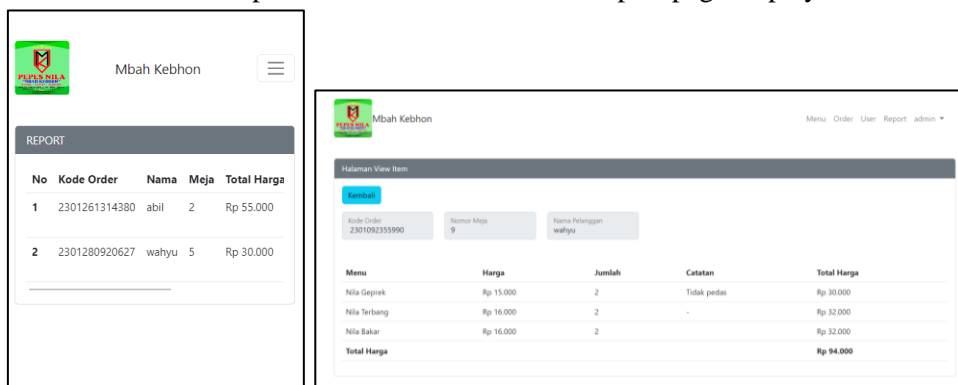 PEPES NILA
Mbah Kebhon
REPORT
No Kode Order Nama Meja Total Harga
1 2301261314380 abil 2 Rp 55.000
2 2301280920627 wahyu 5 Rp 30.000
PEPES NILA
Mbah Kebhon
Menu Order User Report admin
Halaman View Item
Kembali
Kode Order Nomor Meja Nama Pelanggan
2301092355990 9 wahyu
Menu Harga Jumlah Catatan Total Harga
Nila Geprek Rp 15.000 2 Tidak pedas Rp 30.000
Nila Terbang Rp 16.000 2 - Rp 32.000
Nila Bakar Rp 16.000 2 Rp 32.000
Total Harga Rp 94.000